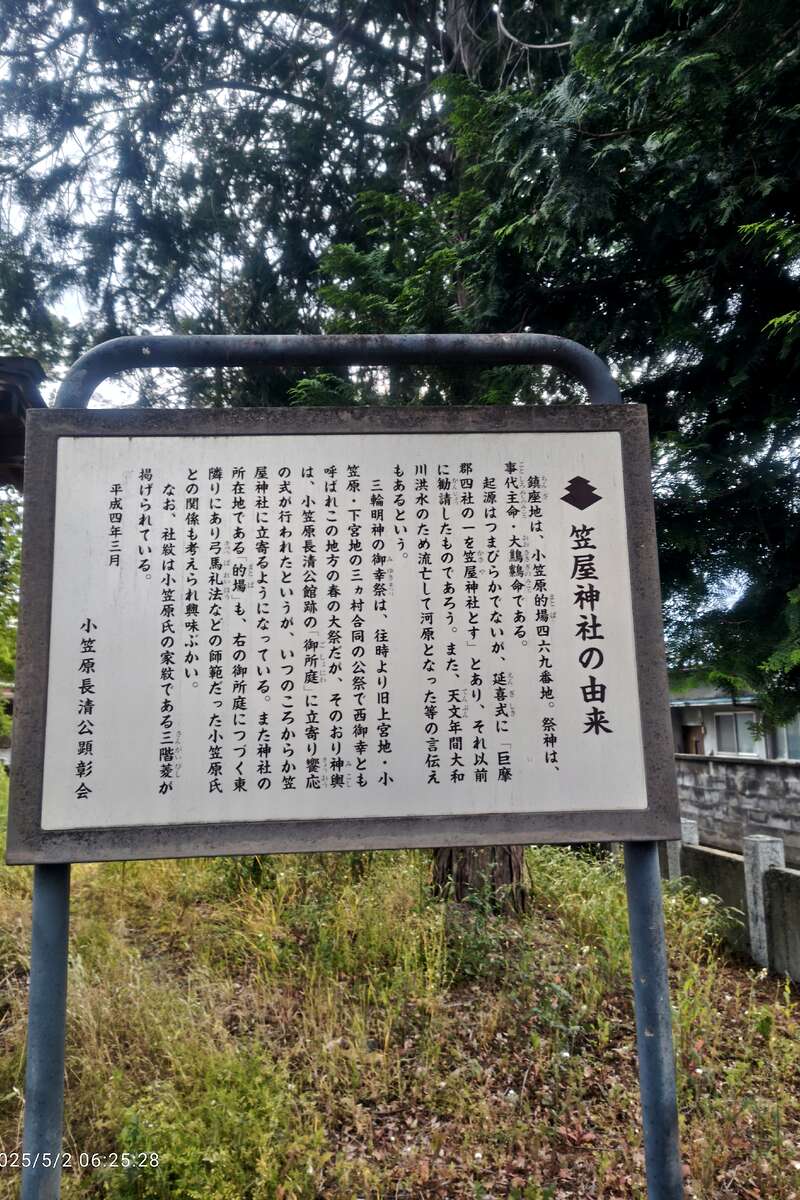 笠屋神社の由来
鎮座地は、小笠原的場四六九番地。祭神は、
事代主命・大鷦鷯命である。
起源はつまびらかでないが、延喜式に「巨摩
郡四社の一を笠屋神社とす」とあり、それ以前
に勧請したものであろう。また、天文年間大和
川洪水のため流亡して河原となった等の言伝え
もあるという。
三輪明神の御幸祭は、往時より旧上宮地・小
笠原・下宮地の三ヵ村合同の公祭で西御幸とも
呼ばれこの地方の春の大祭だが、そのおり神輿
は、小笠原長清公館跡の「御所庭」に立寄り饗応
の式が行われたというが、いつのころからか笠
屋神社に立寄るようになっている。また神社の
所在地である「的場」も、右の御所庭につづく東
隣りにあり弓馬礼法などの師範だった小笠原氏
との関係も考えられ興味ぶかい。
なお、社紋は小笠原氏の家紋である三階菱が
掲げられている。
平成四年三月
小笠原長清公顕彰会
025/5/2 06:25:28